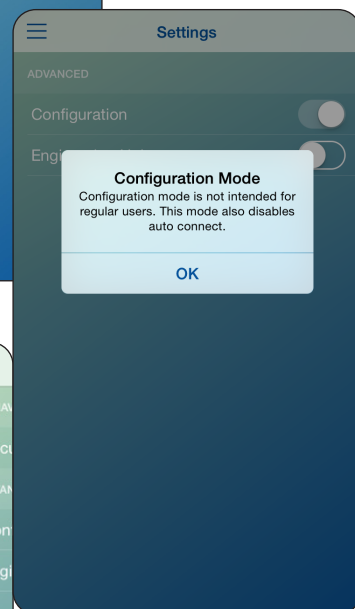 Settings
ADVANCED
Configuration
Engi
Configuration Mode
Configuration mode is not intended for
regular users. This mode also disables
auto connect.
OK